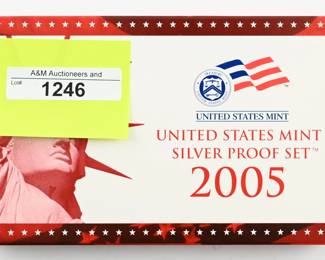 A&M Auctioneers and
Lot#
1246
UNITED STATES MINT
UNITED STATES MINT
SILVER PROOF SET™
2005